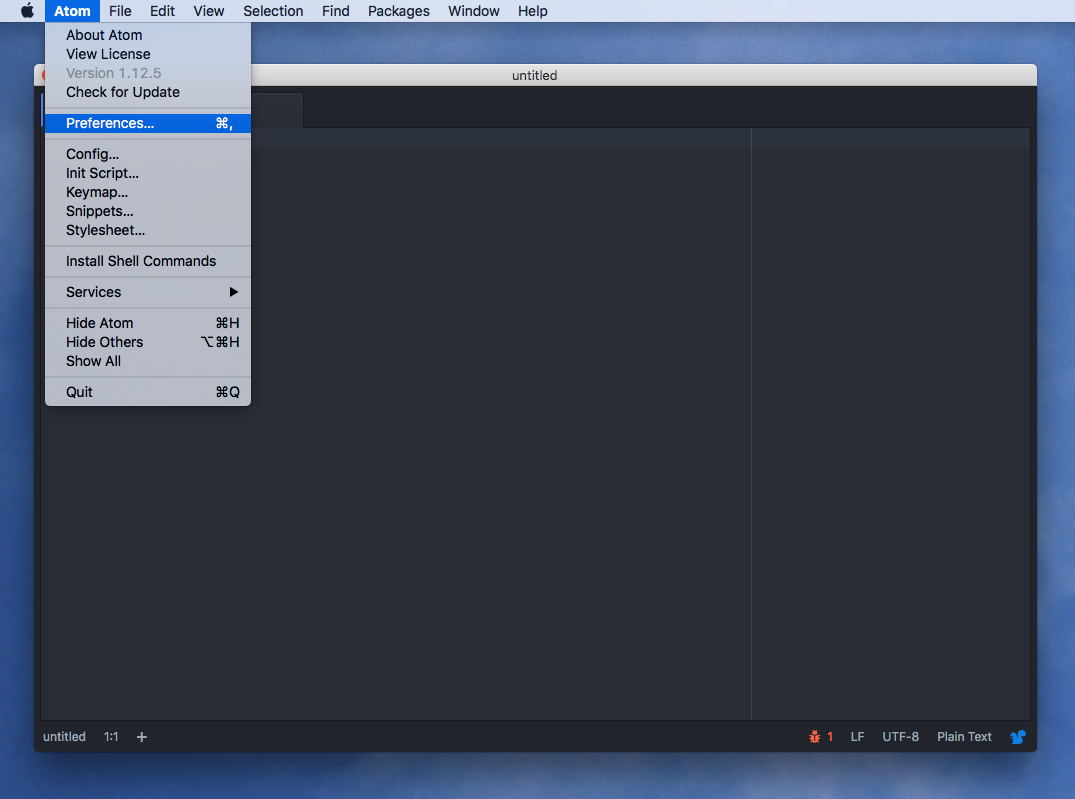 Atom File Edit View Selection Find Packages Window Help
About Atom
View License
Version 1.12.5
Check for Update
Preferences... ⌘,
Config...
Init Script...
Keymap...
Snippets...
Stylesheet...
Install Shell Commands
Services ▶
Hide Atom ⌘H
Hide Others ⌥⌘H
Show All
Quit ⌘Q
untitled
untitled 1:1 + 1 LF UTF-8 Plain Text